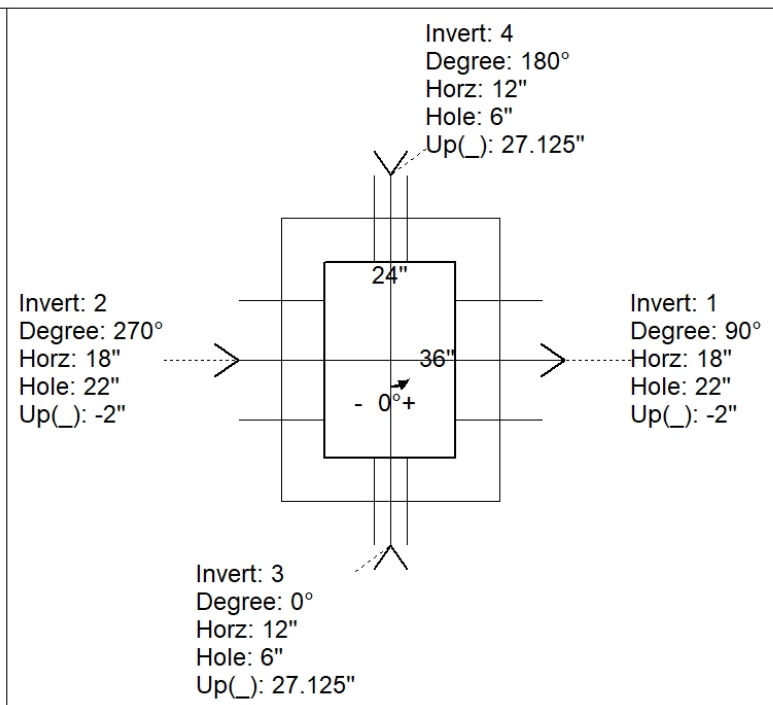 Invert: 4
Degree: 180°
Horz: 12"
Hole: 6"
Up(_): 27.125"
24"
Invert: 2
Degree: 270°
Horz: 18"
Hole: 22"
Up(_): -2"
36"
- 0°+
Invert: 1
Degree: 90°
Horz: 18"
Hole: 22"
Up(_): -2"
Invert: 3
Degree: 0°
Horz: 12"
Hole: 6"
Up(_): 27.125"